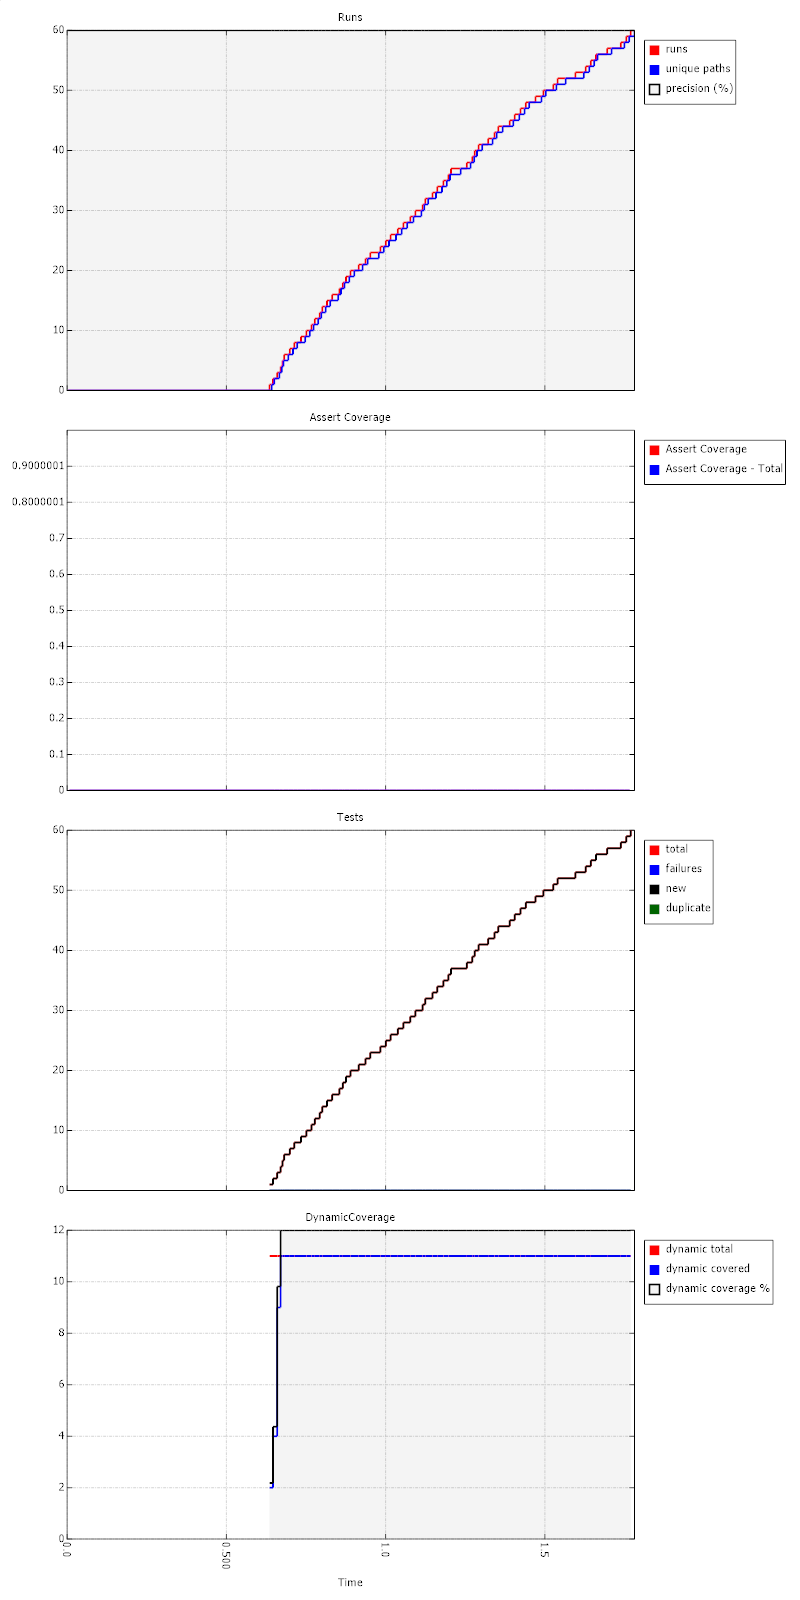 Runs
60
50
40
30
20
10
0
runs
unique paths
precision (%)
Assert Coverage
0.9000001
0.8000001
0.7
0.6
0.5
0.4
0.3
0.2
0.1
0
Assert Coverage
Assert Coverage - Total
Tests
60
50
40
30
20
10
0
total
failures
new
duplicate
DynamicCoverage
12
10
8
6
4
2
0
dynamic total
dynamic covered
dynamic coverage %
0.0
0.500
1.0
1.5
Time